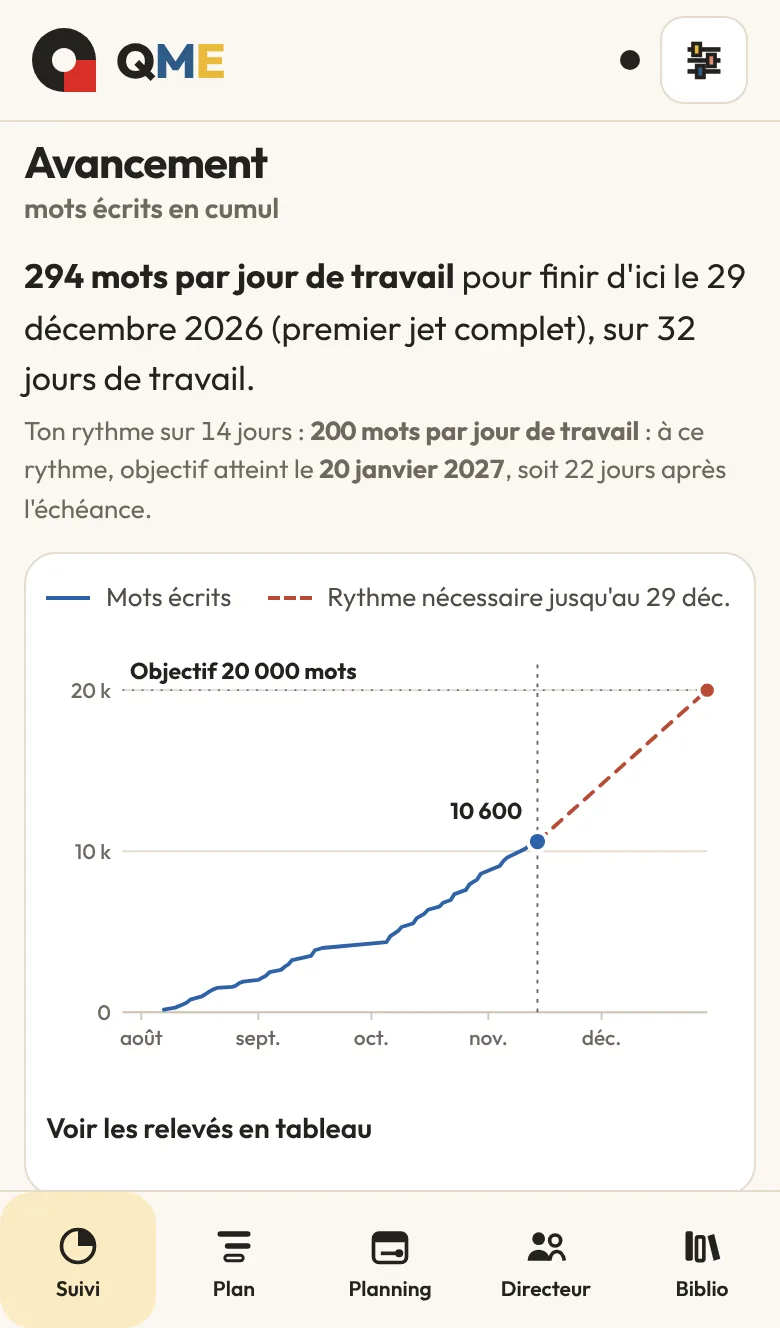 QME
Avancement
mots écrits en cumul
294 mots par jour de travail pour finir d'ici le 29
décembre 2026 (premier jet complet), sur 32
jours de travail.
Ton rythme sur 14 jours : 200 mots par jour de travail : à ce
rythme, objectif atteint le 20 janvier 2027, soit 22 jours après
l'échéance.
Mots écrits
Rythme nécessaire jusqu'au 29 déc.
Objectif 20 000 mots
20 k
10 600
10 k
0
août sept. oct. nov. déc.
Voir les relevés en tableau
Suivi Plan Planning Directeur Biblio